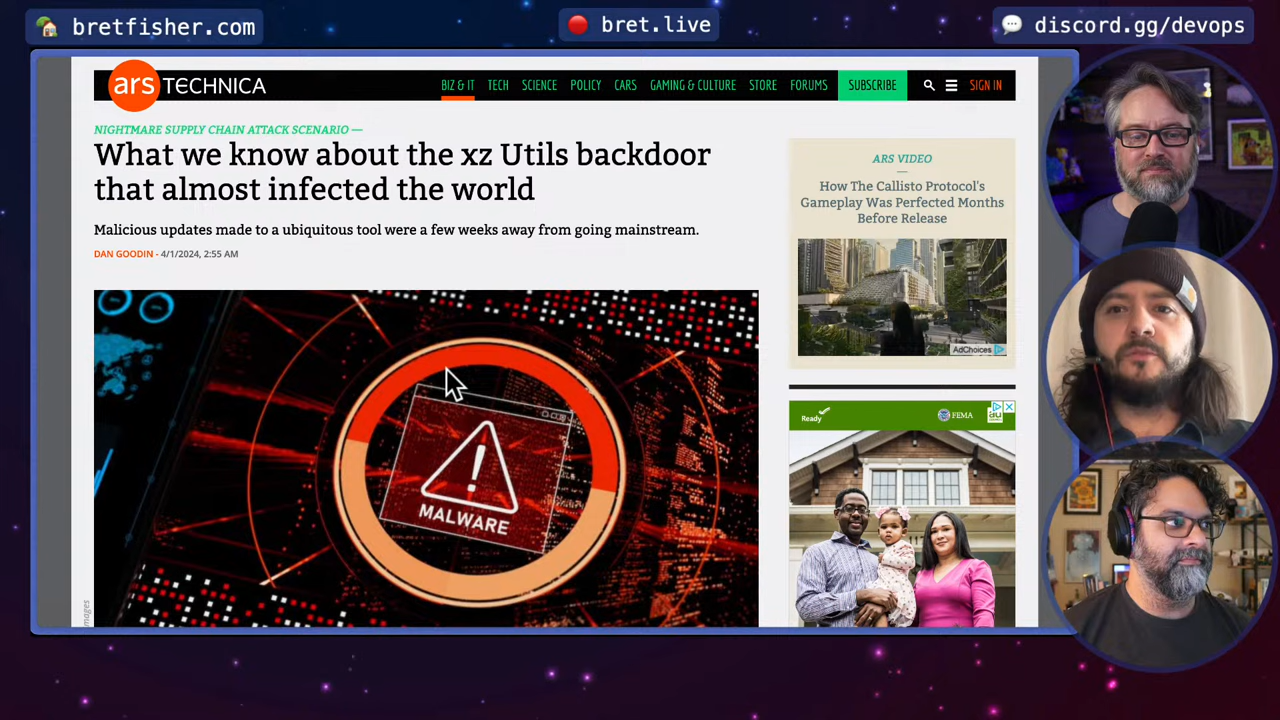 bretfisher.com
bret.live
discord.gg/devops
ars TECHNICA
BIZ & IT TECH SCIENCE POLICY CARS GAMING & CULTURE STORE FORUMS SUBSCRIBE SIGN IN
NIGHTMARE SUPPLY CHAIN ATTACK SCENARIO —
What we know about the xz Utils backdoor
that almost infected the world
Malicious updates made to a ubiquitous tool were a few weeks away from going mainstream.
DAN GOODIN - 4/1/2024, 2:55 AM
MALWARE
ARS VIDEO
How The Callisto Protocol's
Gameplay Was Perfected Months
Before Release
AdChoices
Ready
FEMA
ad